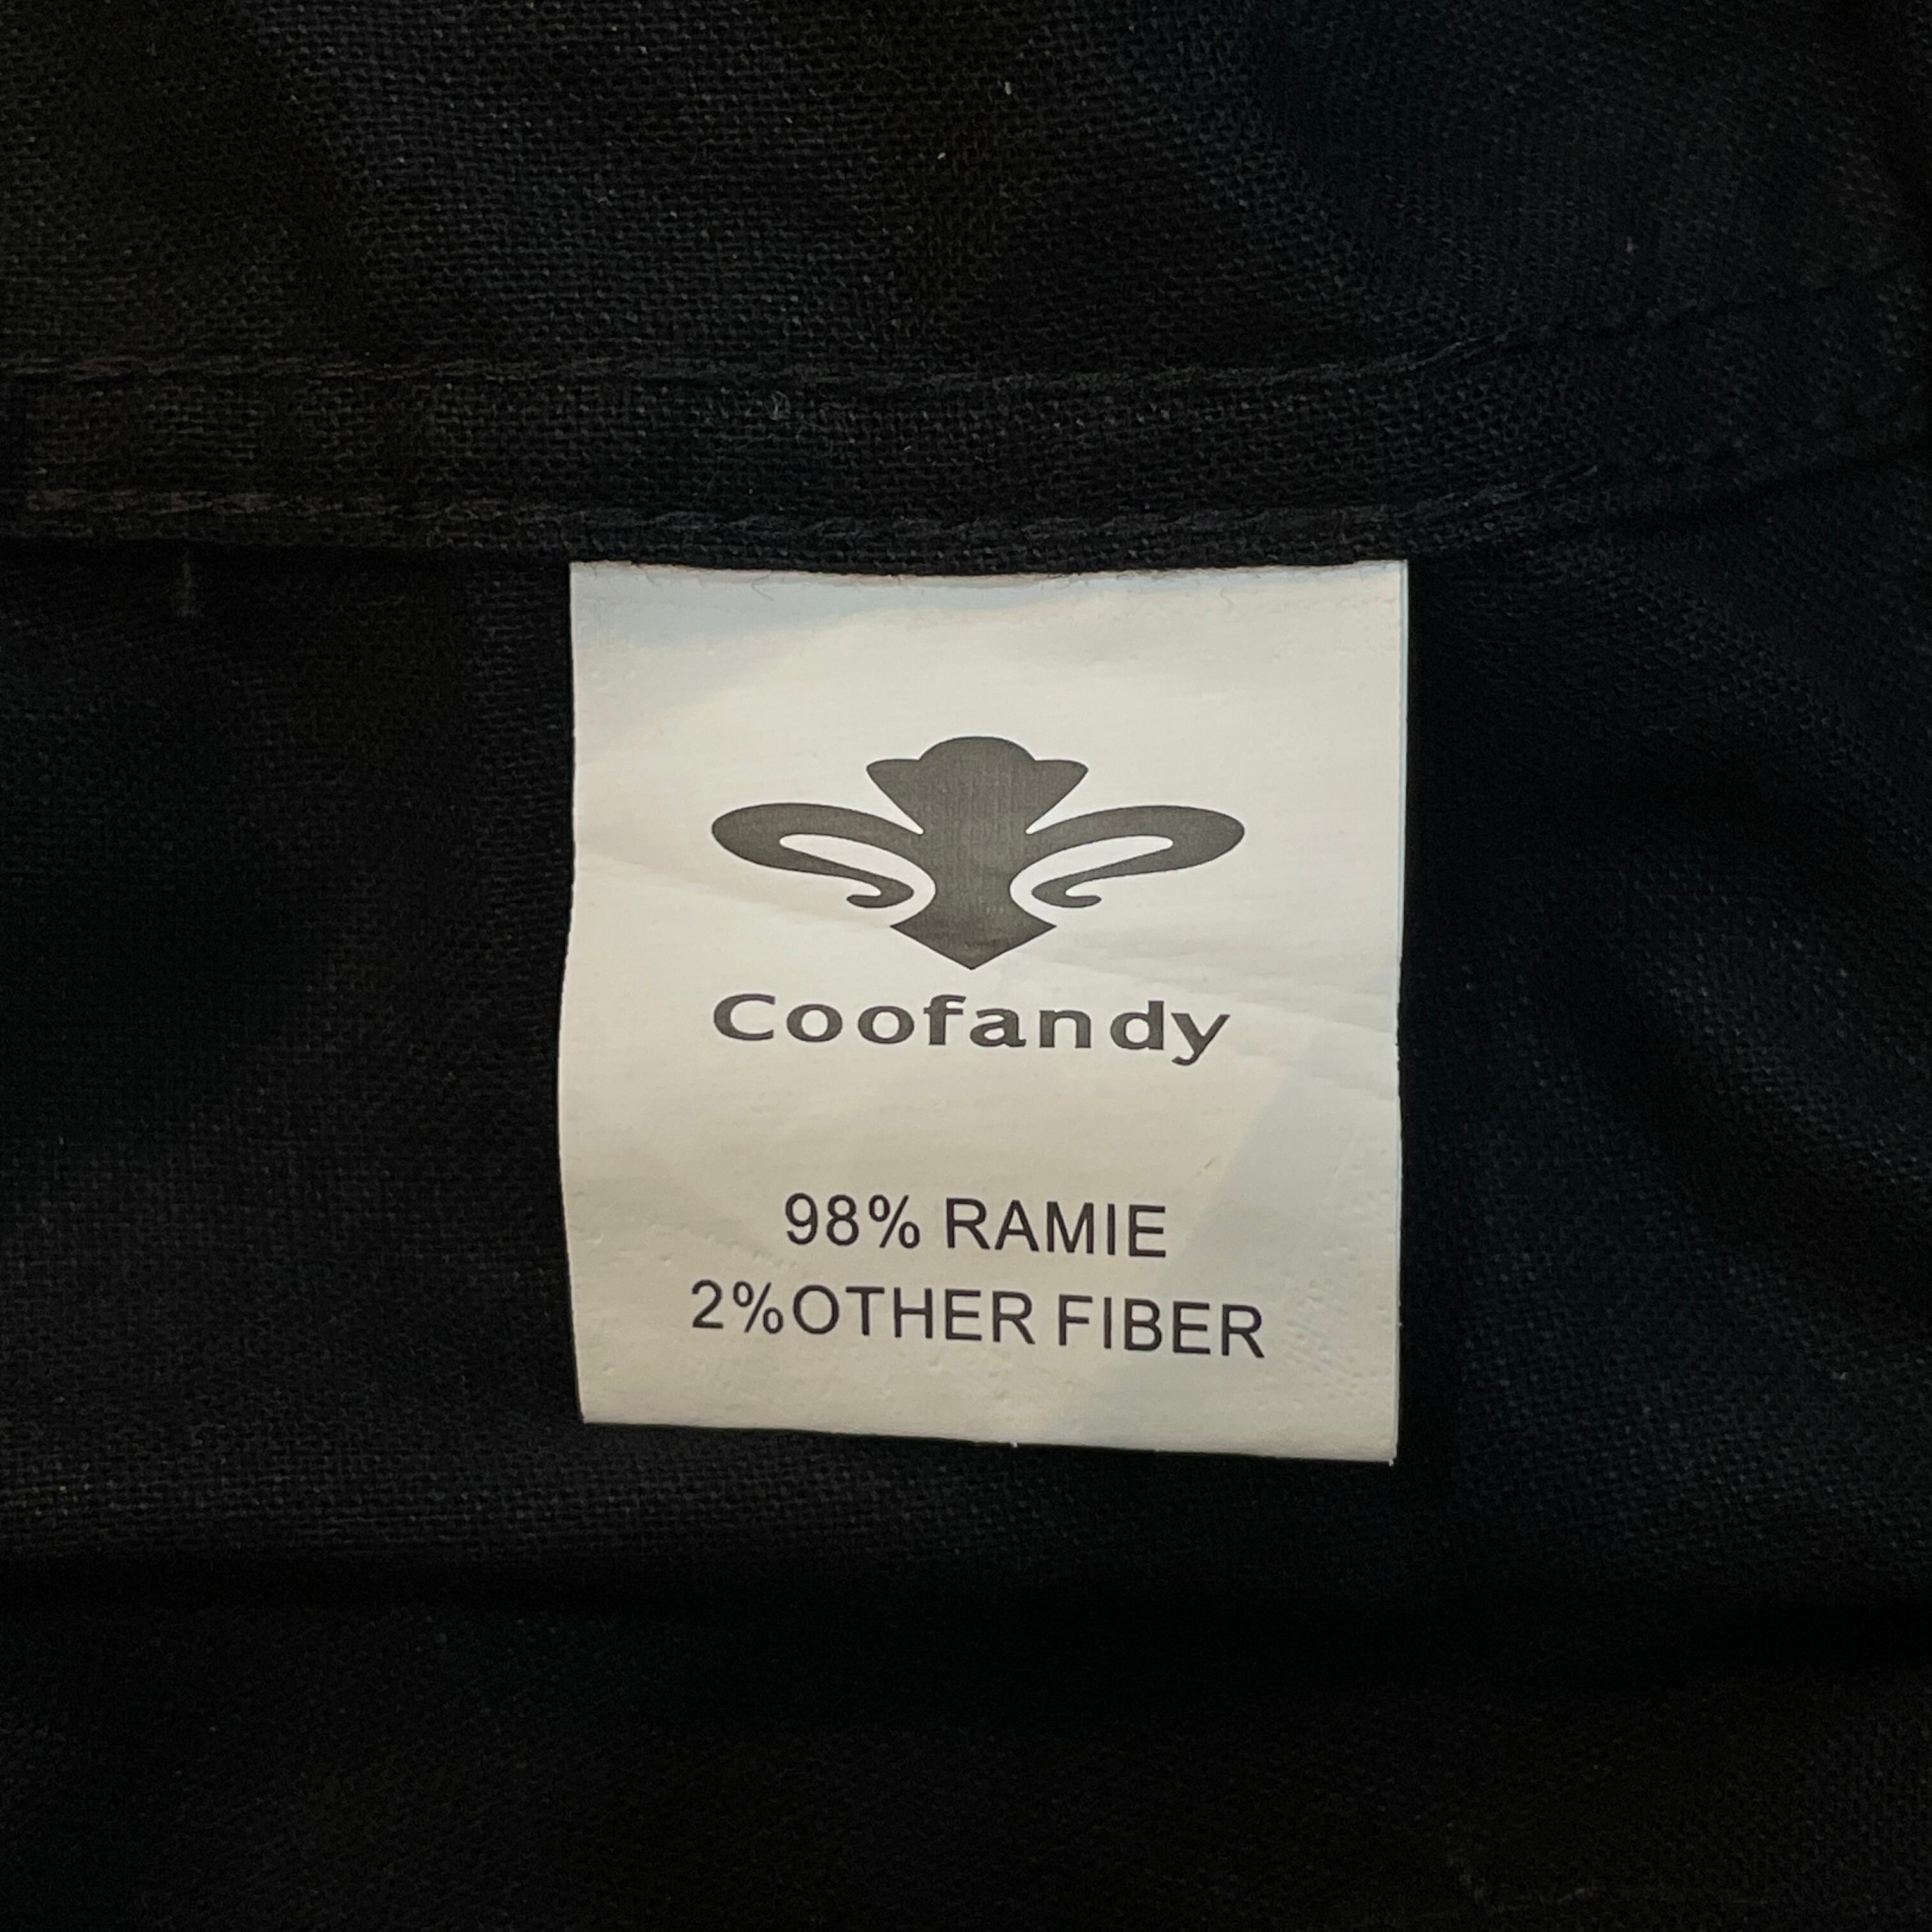 Coofandy
98% RAMIE
2%OTHER FIBER